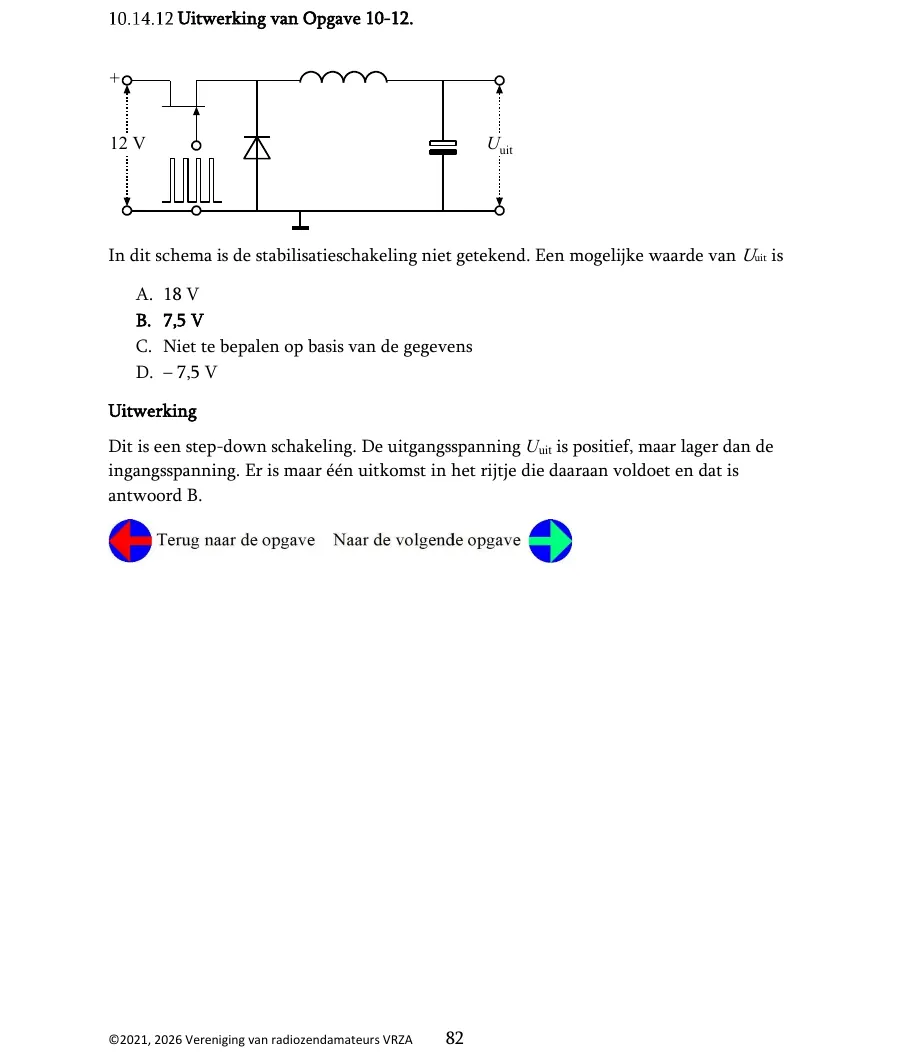 10.14.12 Uitwerking van Opgave 10-12.
+
12 V
Uuit
In dit schema is de stabilisatieschakeling niet getekend. Een mogelijke waarde van Uuit is
A. 18 V
B. 7,5 V
C. Niet te bepalen op basis van de gegevens
D. – 7,5 V
Uitwerking
Dit is een step-down schakeling. De uitgangsspanning Uuit is positief, maar lager dan de
ingangsspanning. Er is maar één uitkomst in het rijtje die daaraan voldoet en dat is
antwoord B.
Terug naar de opgave Naar de volgende opgave
©2021, 2026 Vereniging van radiozendamateurs VRZA 82